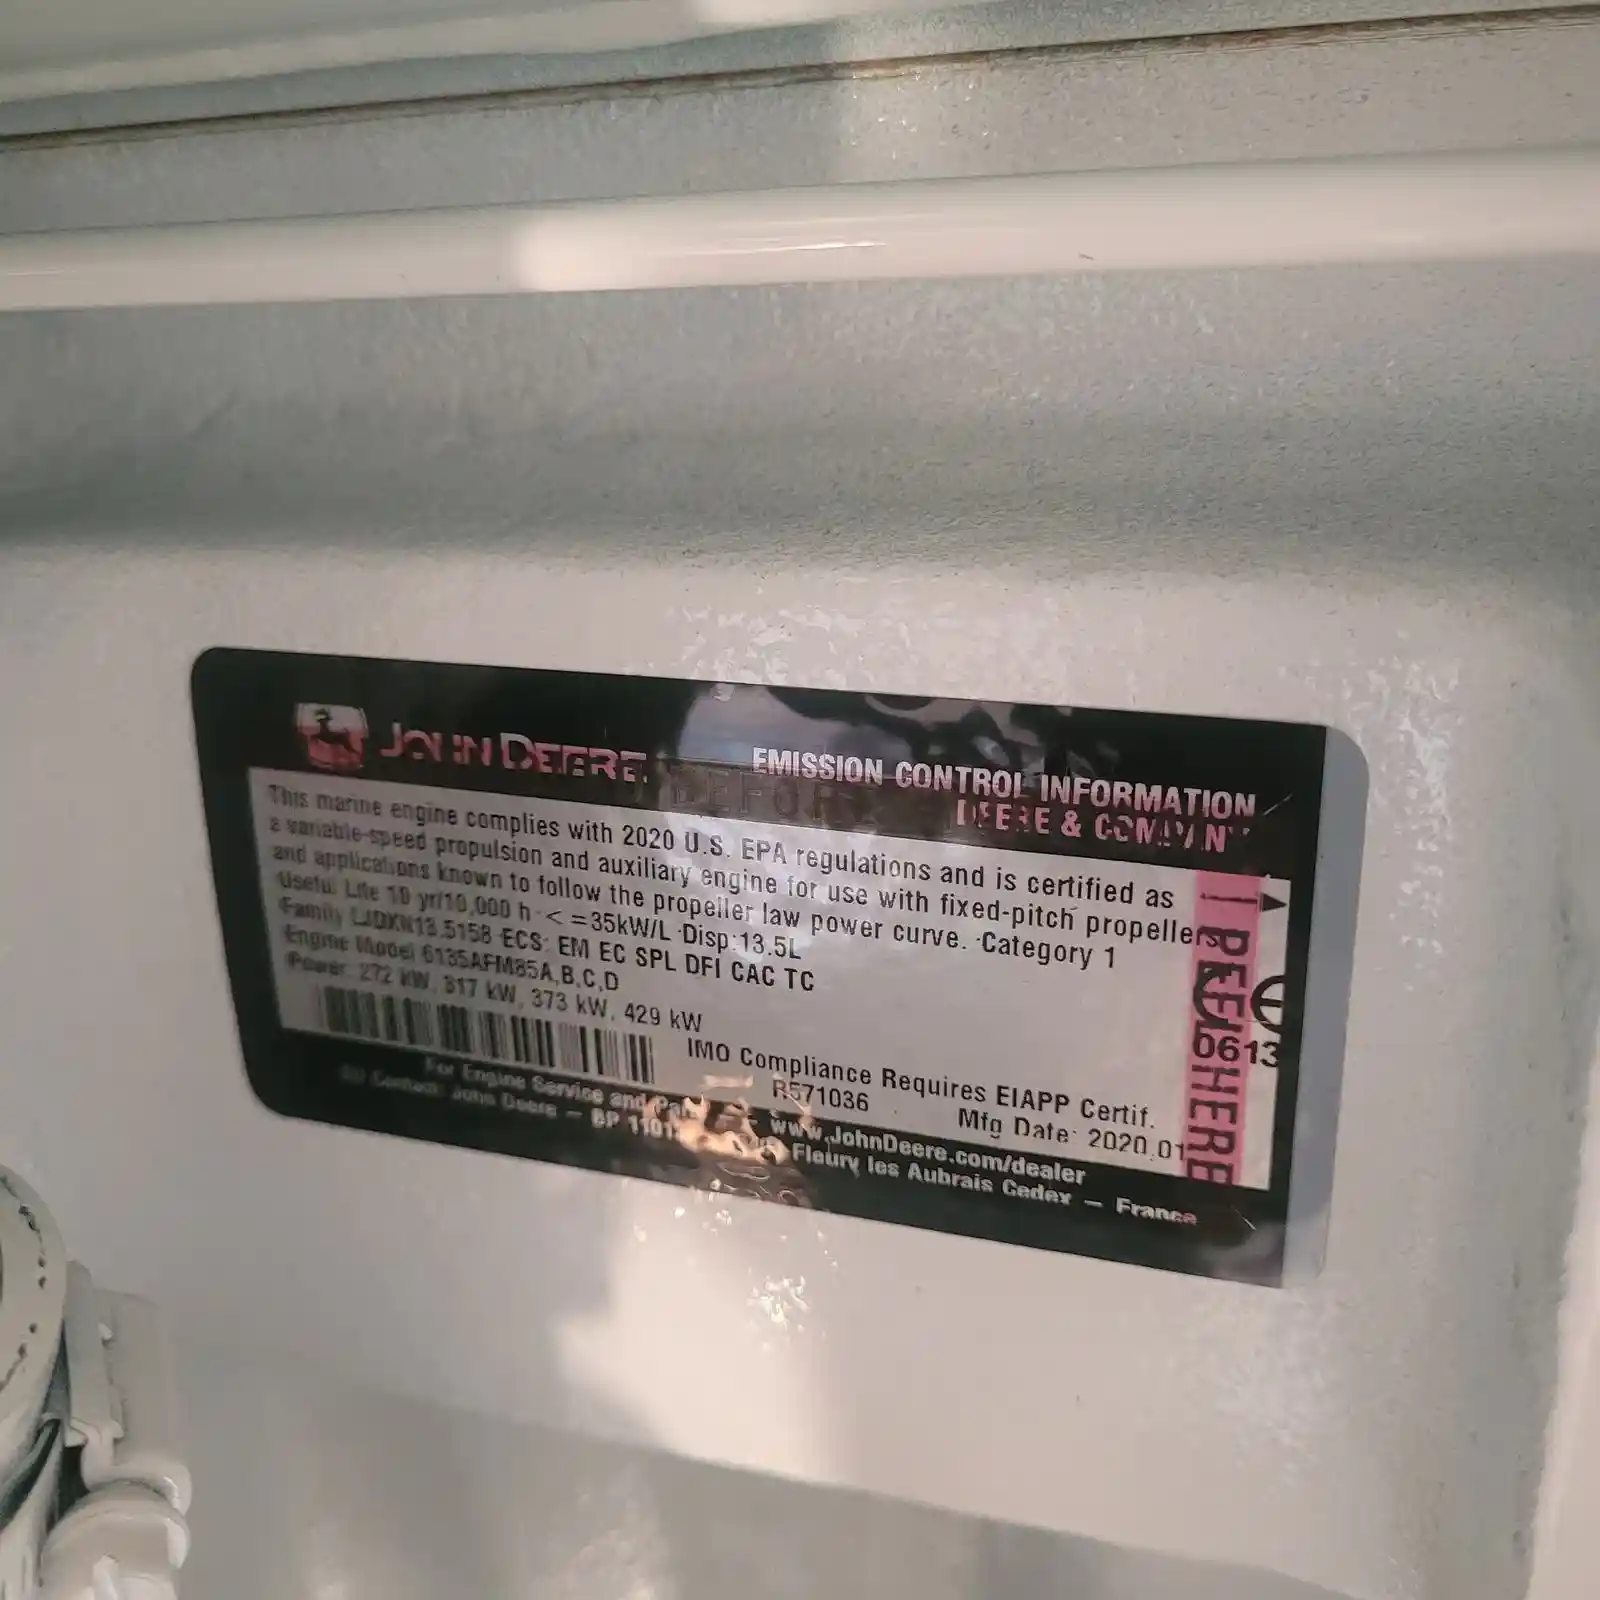 JOHN DEERE
EMISSION CONTROL INFORMATION
DEERE & COMPANY
This marine engine complies with 2020 U.S. EPA regulations and is certified as
a variable-speed propulsion and auxiliary engine for use with fixed-pitch propellers
and applications known to follow the propeller law power curve. ·Category 1
Useful Life 10 yr/10,000 h ·<=35kW/L ·Disp:13.5L
Family LJDXN13.5158 ·ECS: EM EC SPL DFI CAC TC
Engine Model 6135AFM85A,B,C,D
Power: 272 kW, 317 kW, 373 kW, 429 kW
IMO Compliance Requires EIAPP Certif.
R571036
Mfg Date: 2020.01
0613
For Engine Service and www.JohnDeere.com/dealer
EU Contact: John Deere – BP Fleury les Aubrais Cedex – France
HERE